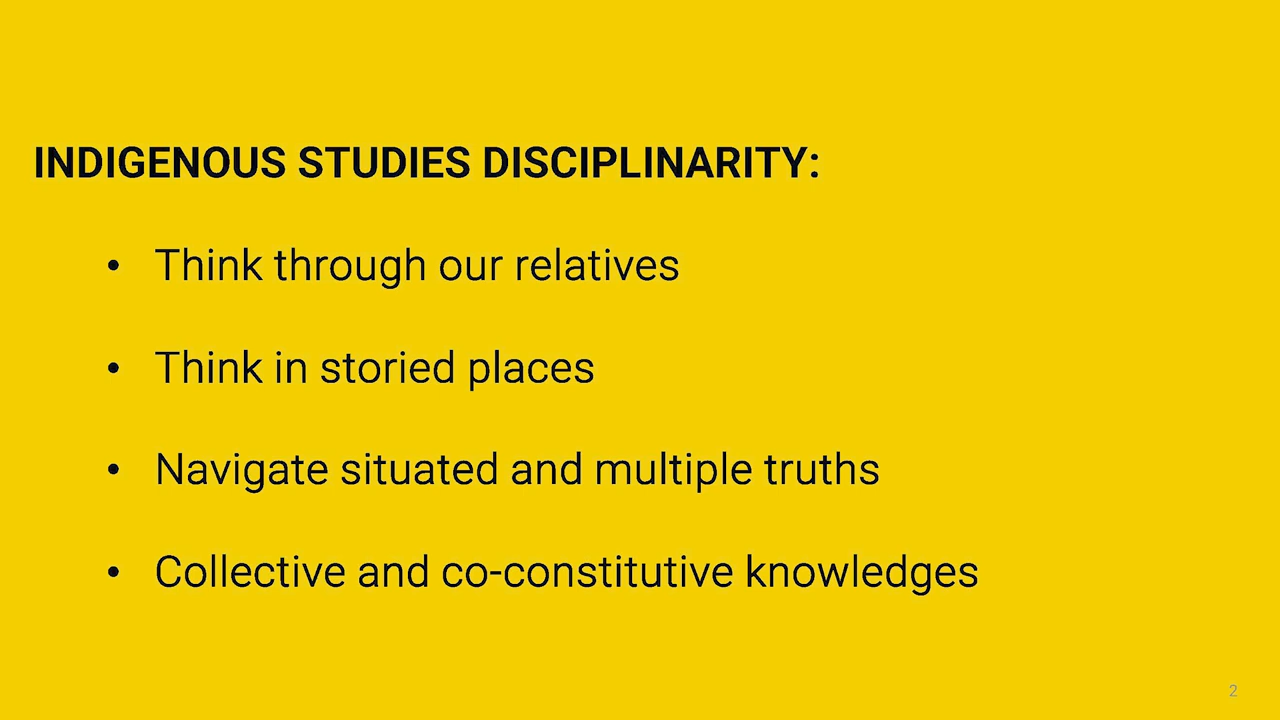 INDIGENOUS STUDIES DISCIPLINARITY:
• Think through our relatives
• Think in storied places
• Navigate situated and multiple truths
• Collective and co-constitutive knowledges
2